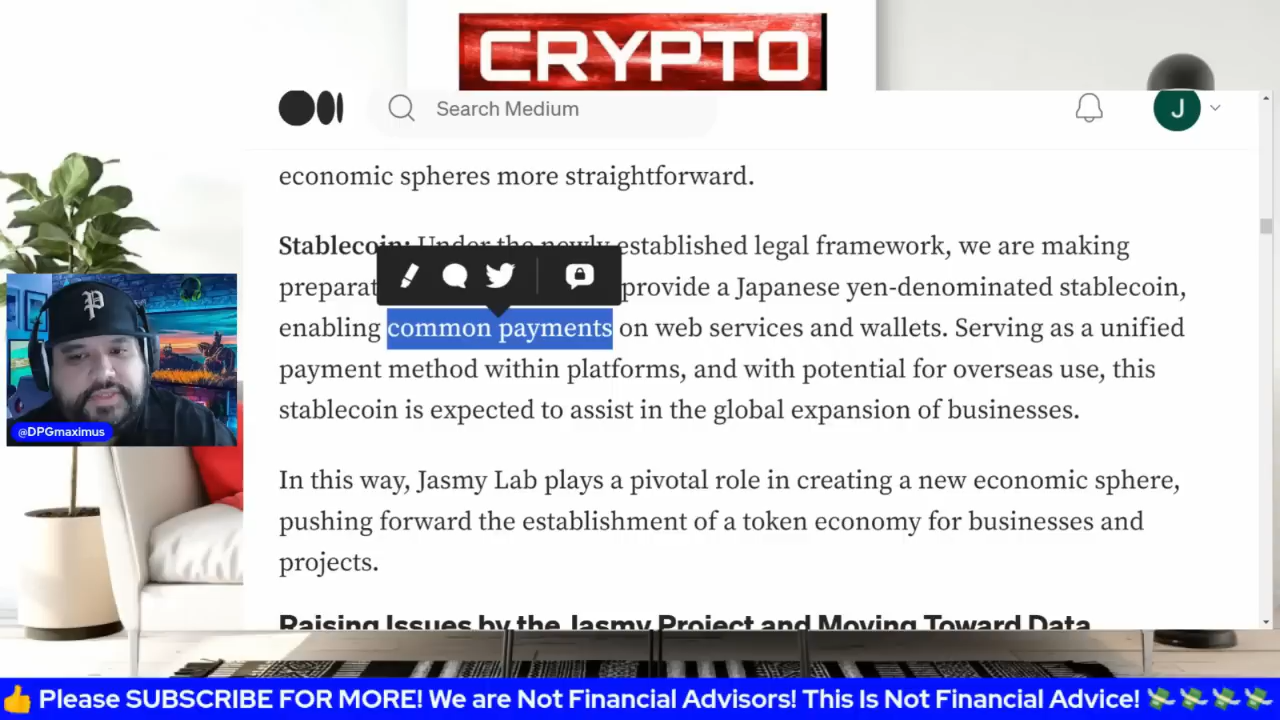 CRYPTO
Search Medium
J
economic spheres more straightforward.
Stablecoin: Under the newly established legal framework, we are making
preparat provide a Japanese yen-denominated stablecoin,
enabling common payments on web services and wallets. Serving as a unified
payment method within platforms, and with potential for overseas use, this
stablecoin is expected to assist in the global expansion of businesses.
In this way, Jasmy Lab plays a pivotal role in creating a new economic sphere,
pushing forward the establishment of a token economy for businesses and
projects.
Raising Issues by the Jasmy Project and Moving Toward Data
P
@DPGmaximus
👍 Please SUBSCRIBE FOR MORE! We are Not Financial Advisors! This Is Not Financial Advice! 💸💸💸💸